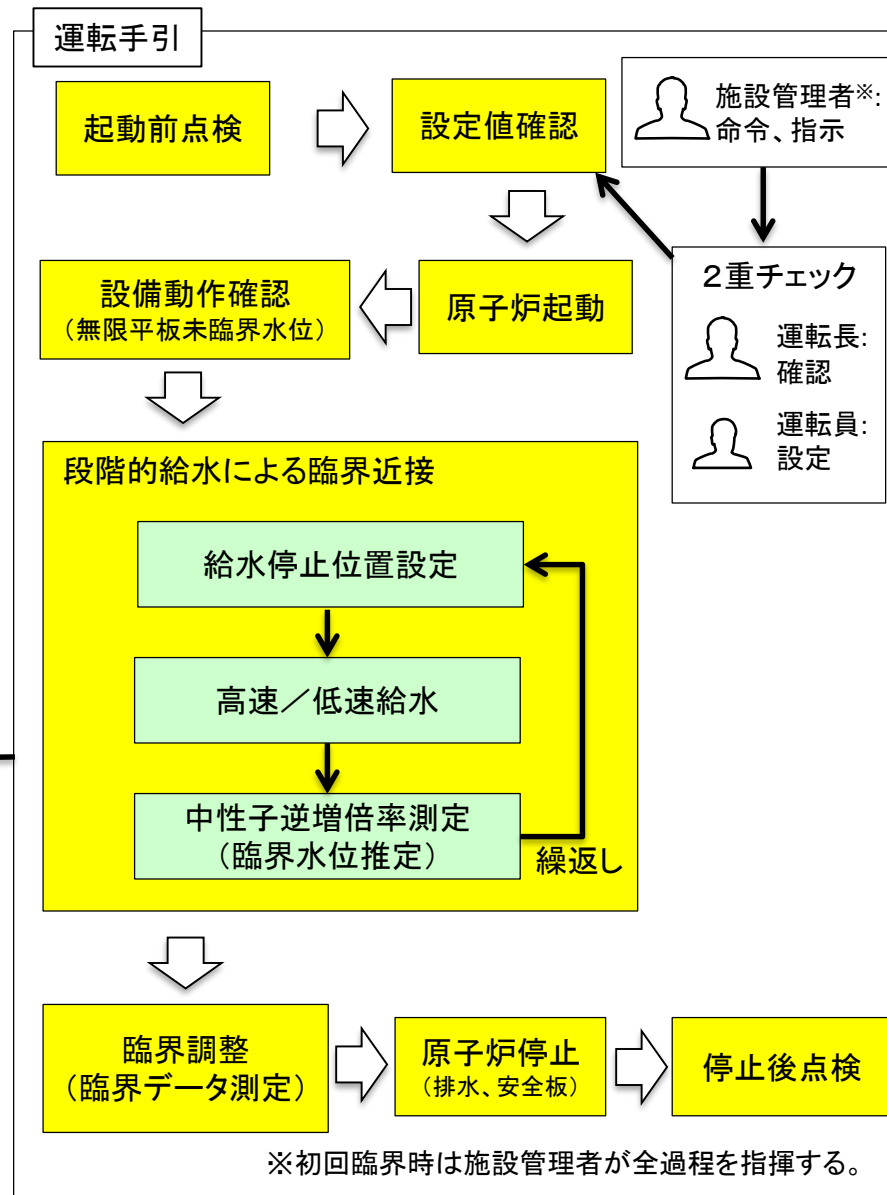 運転手引
起動前点検
設定値確認
施設管理者※:
命令、指示
2重チェック
運転長:
確認
運転員:
設定
原子炉起動
設備動作確認
（無限平板未臨界水位）
段階的給水による臨界近接
給水停止位置設定
高速／低速給水
中性子逆増倍率測定
（臨界水位推定）
繰返し
臨界調整
（臨界データ測定）
原子炉停止
（排水、安全板）
停止後点検
※初回臨界時は施設管理者が全過程を指揮する。